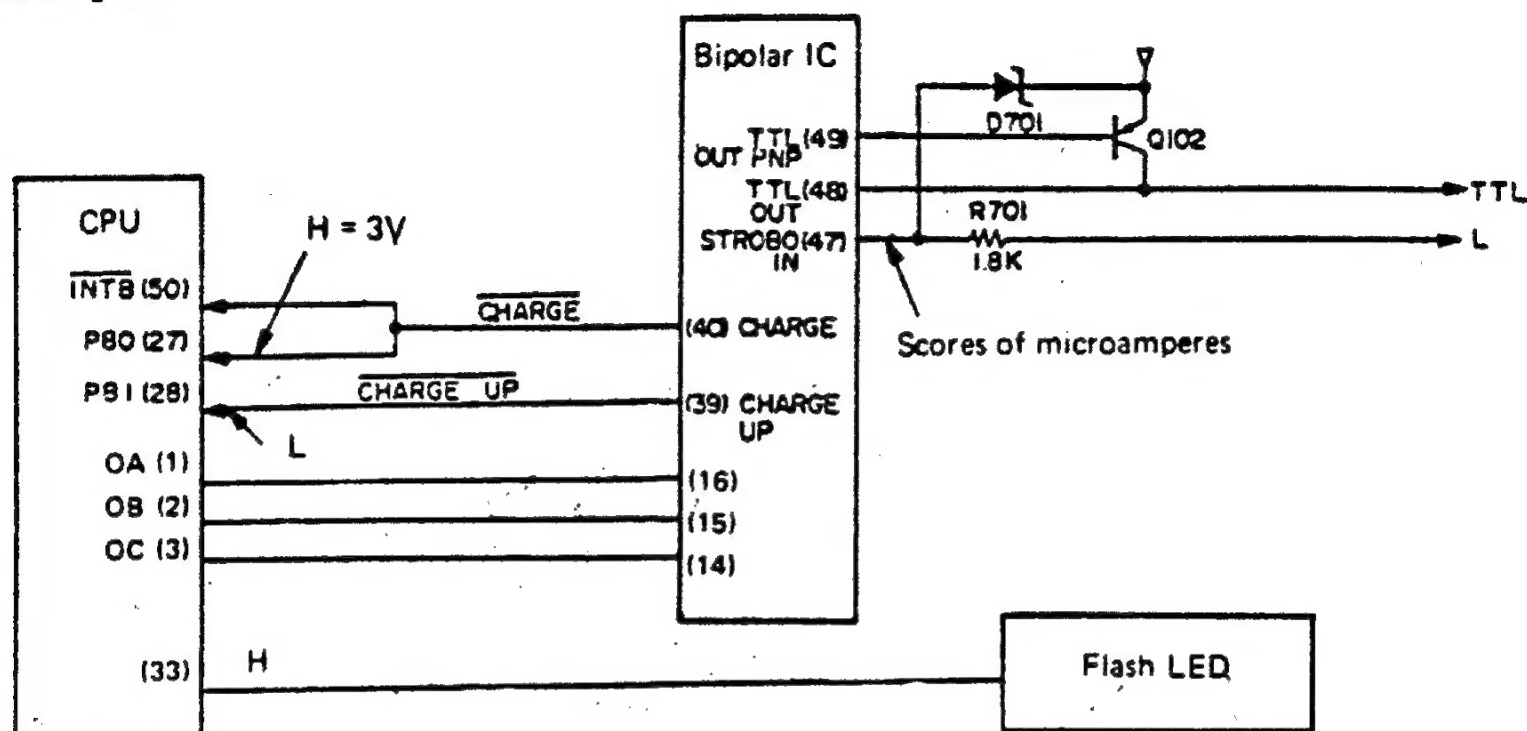 Bipolar IC
D701
TTL (49)
OUT PNP
Q102
TTL (48)
OUT
TTL
R701
STROBO (47)
IN
1.8K
L
CPU
H = 3V
INT8 (50)
CHARGE
(40) CHARGE
P80 (27)
Scores of microamperes
P81 (28)
CHARGE UP
(39) CHARGE
UP
L
OA (1)
(16)
OB (2)
(15)
OC (3)
(14)
(33)
H
Flash LED